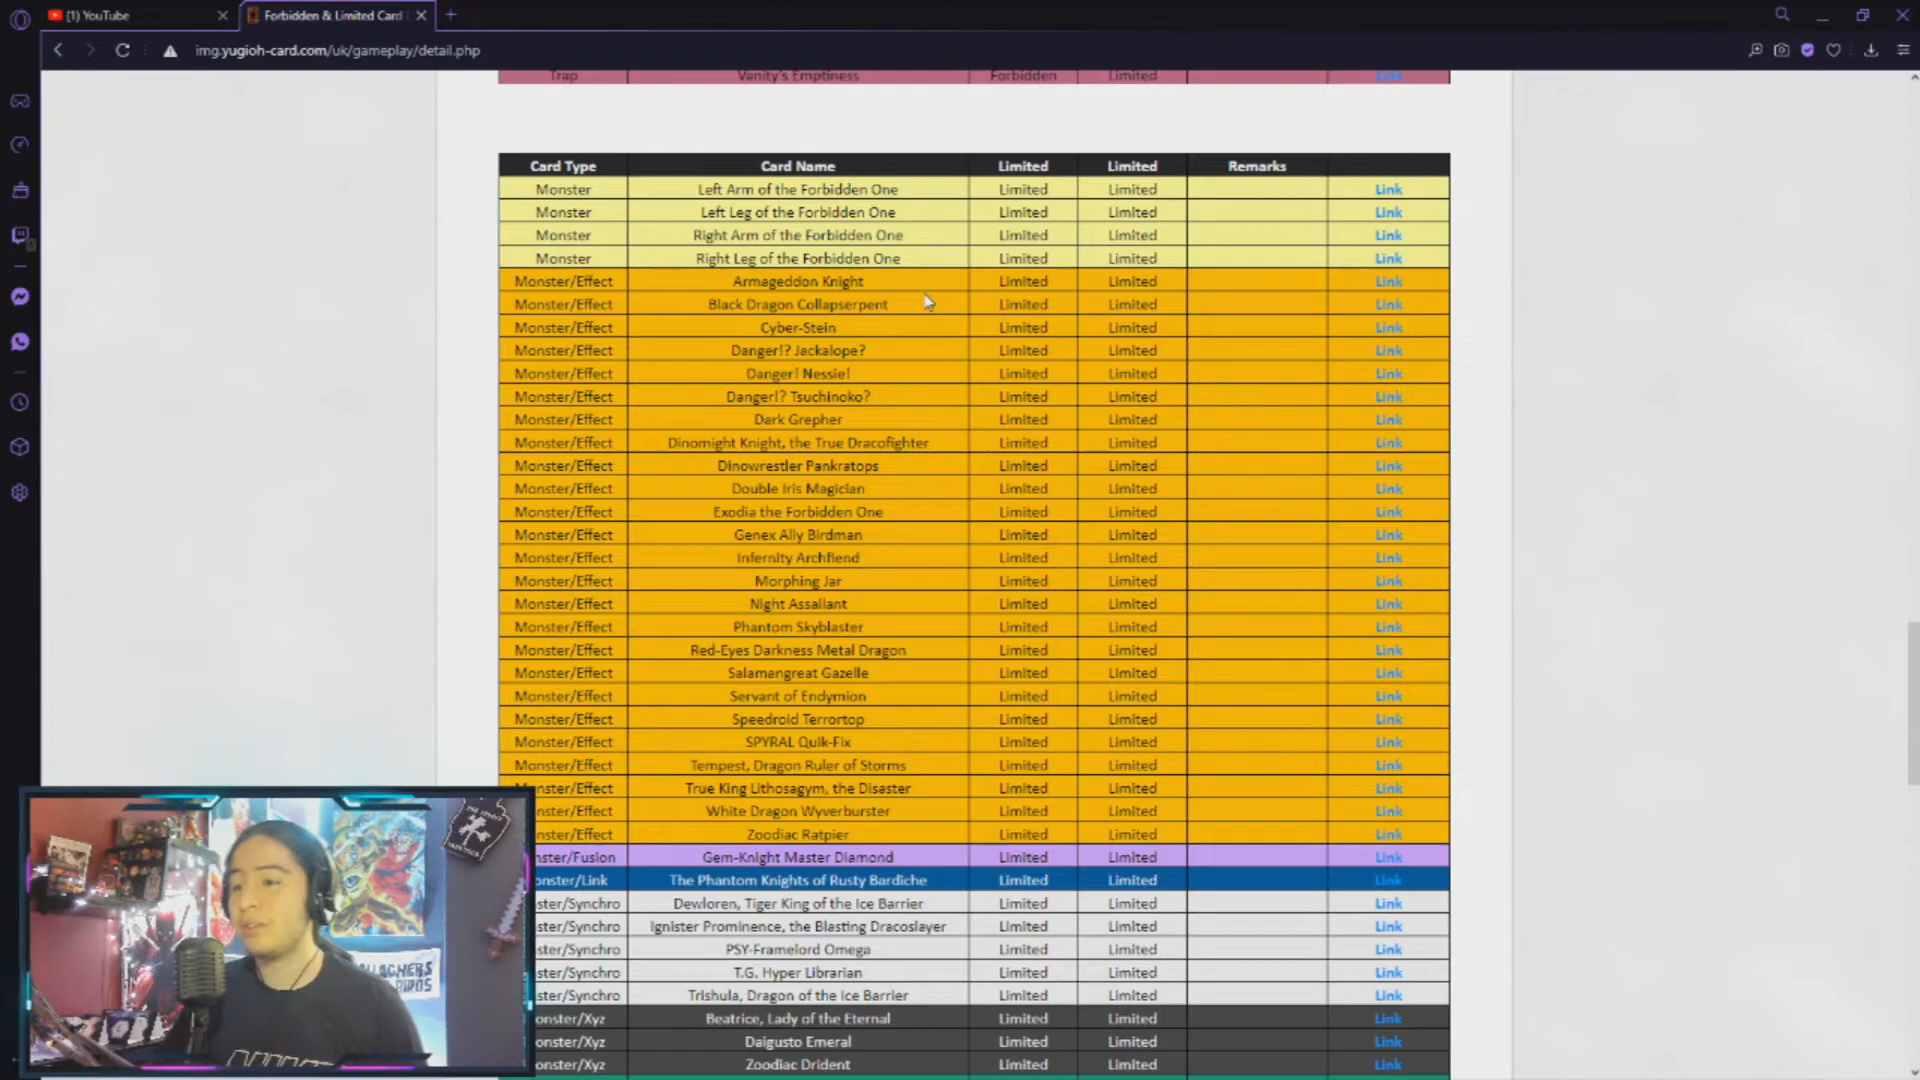 (1) YouTube
Forbidden & Limited Card
img.yugioh-card.com/uk/gameplay/detail.php
Trap Vanity's Emptiness Forbidden Limited Link
Card Type Card Name Limited Limited Remarks
Monster Left Arm of the Forbidden One Limited Limited Link
Monster Left Leg of the Forbidden One Limited Limited Link
Monster Right Arm of the Forbidden One Limited Limited Link
Monster Right Leg of the Forbidden One Limited Limited Link
Monster/Effect Armageddon Knight Limited Limited Link
Monster/Effect Black Dragon Collapserpent Limited Limited Link
Monster/Effect Cyber-Stein Limited Limited Link
Monster/Effect Danger!? Jackalope? Limited Limited Link
Monster/Effect Danger! Nessie! Limited Limited Link
Monster/Effect Danger!? Tsuchinoko? Limited Limited Link
Monster/Effect Dark Grepher Limited Limited Link
Monster/Effect Dinomight Knight, the True Dracofighter Limited Limited Link
Monster/Effect Dinowrestler Pankratops Limited Limited Link
Monster/Effect Double Iris Magician Limited Limited Link
Monster/Effect Exodia the Forbidden One Limited Limited Link
Monster/Effect Genex Ally Birdman Limited Limited Link
Monster/Effect Infernity Archfiend Limited Limited Link
Monster/Effect Morphing Jar Limited Limited Link
Monster/Effect Night Assailant Limited Limited Link
Monster/Effect Phantom Skyblaster Limited Limited Link
Monster/Effect Red-Eyes Darkness Metal Dragon Limited Limited Link
Monster/Effect Salamangreat Gazelle Limited Limited Link
Monster/Effect Servant of Endymion Limited Limited Link
Monster/Effect Speedroid Terrortop Limited Limited Link
Monster/Effect SPYRAL Quik-Fix Limited Limited Link
Monster/Effect Tempest, Dragon Ruler of Storms Limited Limited Link
nster/Effect True King Lithosagym, the Disaster Limited Limited Link
nster/Effect White Dragon Wyverburster Limited Limited Link
nster/Effect Zoodiac Ratpier Limited Limited Link
nster/Fusion Gem-Knight Master Diamond Limited Limited Link
onster/Link The Phantom Knights of Rusty Bardiche Limited Limited Link
ster/Synchro Dewloren, Tiger King of the Ice Barrier Limited Limited Link
ster/Synchro Ignister Prominence, the Blasting Dracoslayer Limited Limited Link
ster/Synchro PSY-Framelord Omega Limited Limited Link
ster/Synchro T.G. Hyper Librarian Limited Limited Link
ster/Synchro Trishula, Dragon of the Ice Barrier Limited Limited Link
onster/Xyz Beatrice, Lady of the Eternal Limited Limited Link
onster/Xyz Daigusto Emeral Limited Limited Link
onster/Xyz Zoodiac Drident Limited Limited Link